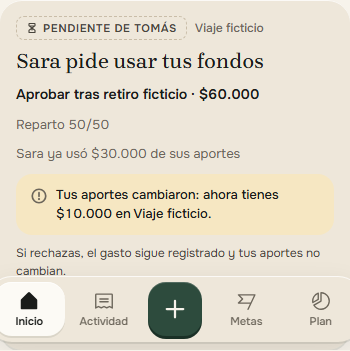 PENDIENTE DE TOMÁS Viaje ficticio
Sara pide usar tus fondos
Aprobar tras retiro ficticio · $60.000
Reparto 50/50
Sara ya usó $30.000 de sus aportes
Tus aportes cambiaron: ahora tienes
$10.000 en Viaje ficticio.
Si rechazas, el gasto sigue registrado y tus aportes no
cambian.
Inicio Actividad Metas Plan